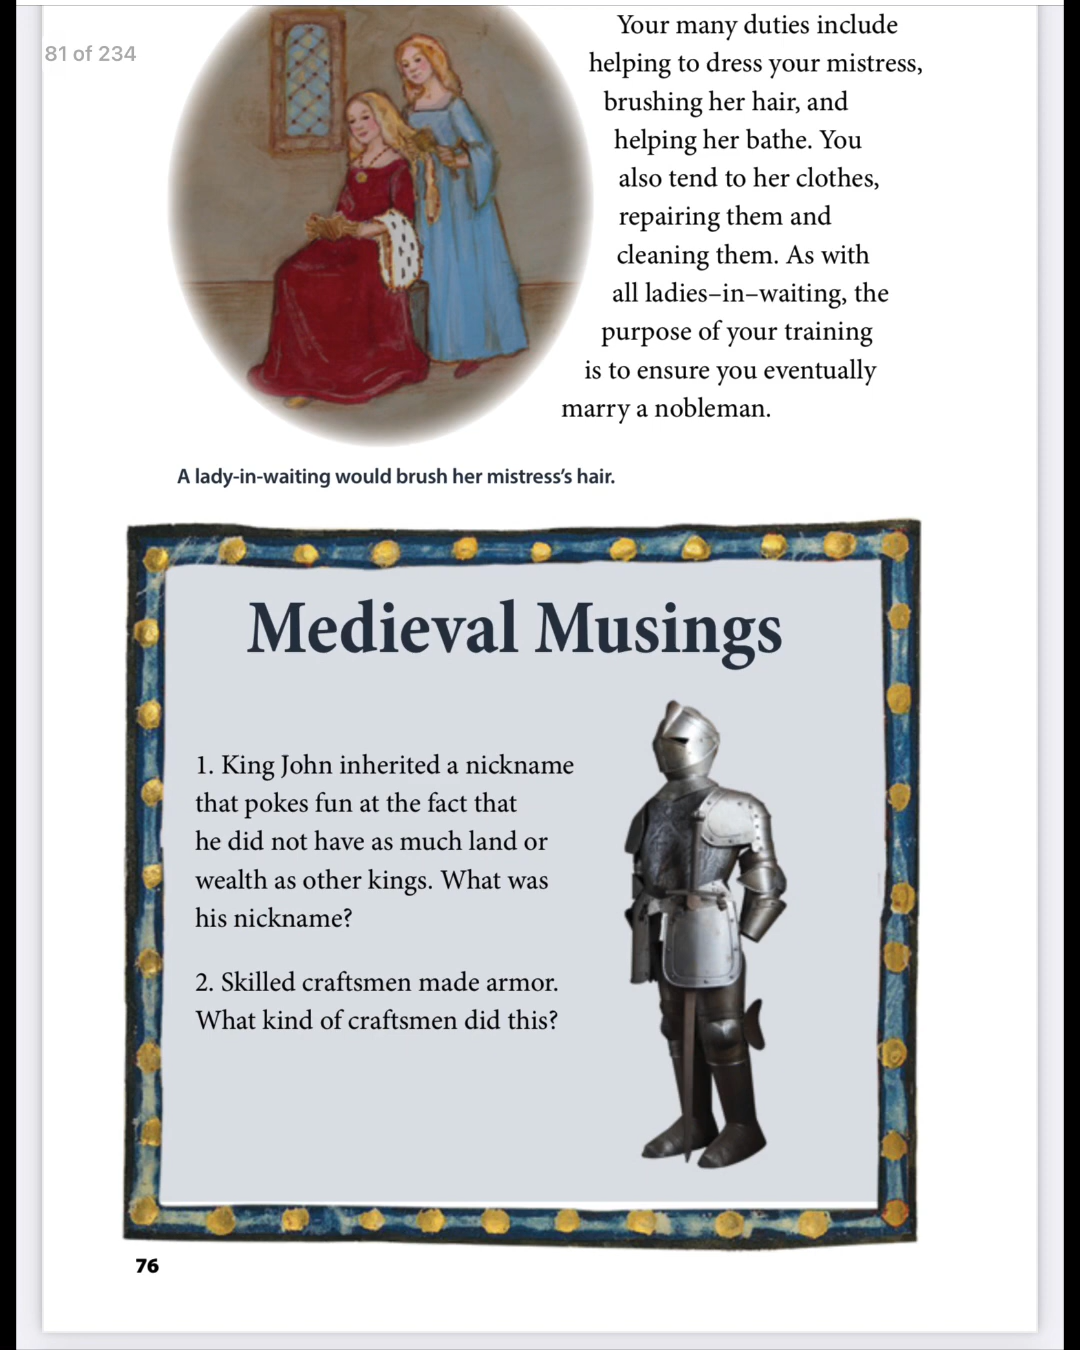 81 of 234
Your many duties include
helping to dress your mistress,
brushing her hair, and
helping her bathe. You
also tend to her clothes,
repairing them and
cleaning them. As with
all ladies–in–waiting, the
purpose of your training
is to ensure you eventually
marry a nobleman.
A lady-in-waiting would brush her mistress’s hair.
Medieval Musings
1. King John inherited a nickname
that pokes fun at the fact that
he did not have as much land or
wealth as other kings. What was
his nickname?
2. Skilled craftsmen made armor.
What kind of craftsmen did this?
76